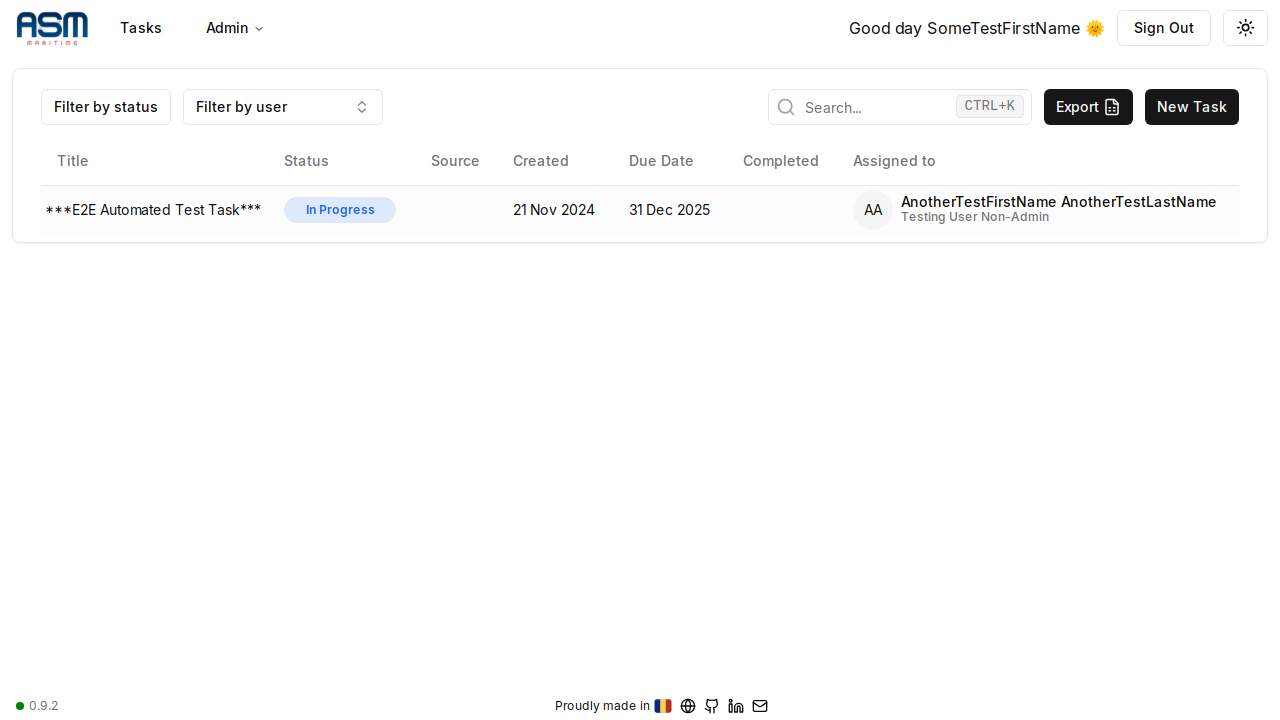 ASM
MARITIME
Tasks
Admin
Good day SomeTestFirstName 🌞
Sign Out
Filter by status
Filter by user
Search...
CTRL+K
Export
New Task
Title
Status
Source
Created
Due Date
Completed
Assigned to
***E2E Automated Test Task***
In Progress
21 Nov 2024
31 Dec 2025
AA
AnotherTestFirstName AnotherTestLastName
Testing User Non-Admin
0.9.2
Proudly made in